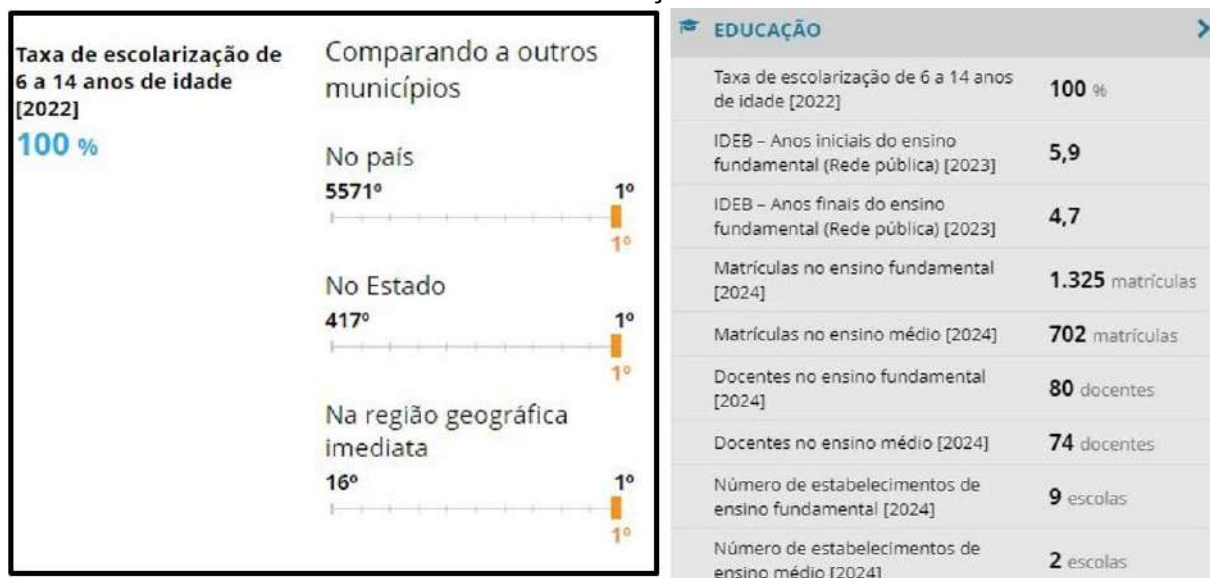 Taxa de escolarização de
6 a 14 anos de idade
[2022]
100 %
Comparando a outros
municípios
No país
5571º 1º
1º
No Estado
417º 1º
1º
Na região geográfica
imediata
16º 1º
1º
EDUCAÇÃO
Taxa de escolarização de 6 a 14 anos
de idade [2022]
100 %
IDEB – Anos iniciais do ensino
fundamental (Rede pública) [2023]
5,9
IDEB – Anos finais do ensino
fundamental (Rede pública) [2023]
4,7
Matrículas no ensino fundamental
[2024]
1.325 matrículas
Matrículas no ensino médio [2024]
702 matrículas
Docentes no ensino fundamental
[2024]
80 docentes
Docentes no ensino médio [2024]
74 docentes
Número de estabelecimentos de
ensino fundamental [2024]
9 escolas
Número de estabelecimentos de
ensino médio [2024]
2 escolas